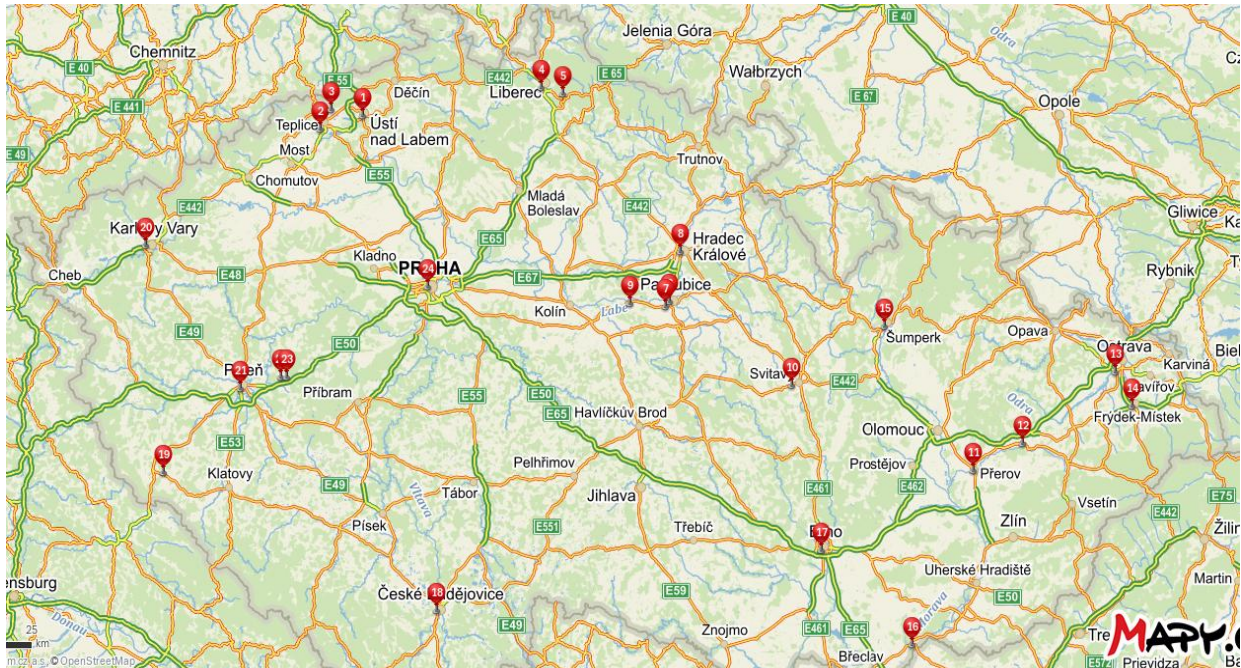 E 40
Odra
Jelenia Góra
Chemnitz
E 40
E 55
E442
E 65
Wałbrzych
4
5
Liberec
3
1
2
Děčín
E 441
E 67
Opole
Teplice
Ústí
nad Labem
Most
E 49
Trutnov
Chomutov
E55
Mladá
Boleslav
E442
E442
Gliwice
20
Karlovy Vary
8
Hradec
Králové
E65
Kladno
PRAHA
24
Cheb
E48
E67
Rybnik
9
7
Pardubice
Kolín
Labe
15
Šumperk
Opava
E49
E50
Ostrava
13
21
23
Plzeň
Příbram
10
Svitavy
E442
Karviná
14
Havířov
E50
E55
E65
Havlíčkův Brod
Odra
Frýdek-Místek
12
Olomouc
E53
19
Klatovy
Pelhřimov
Prostějov
11
Přerov
E49
Vltava
Tábor
Jihlava
E461
E462
E75
Vsetín
E442
Písek
E551
Třebíč
17
Brno
Zlín
Uherské Hradiště
Martin
České Budějovice
18
E59
E50
Donau
E49
Morava
16
Znojmo
E461
E65
Břeclav
25
km
E572
Prievidza
© OpenStreetMap